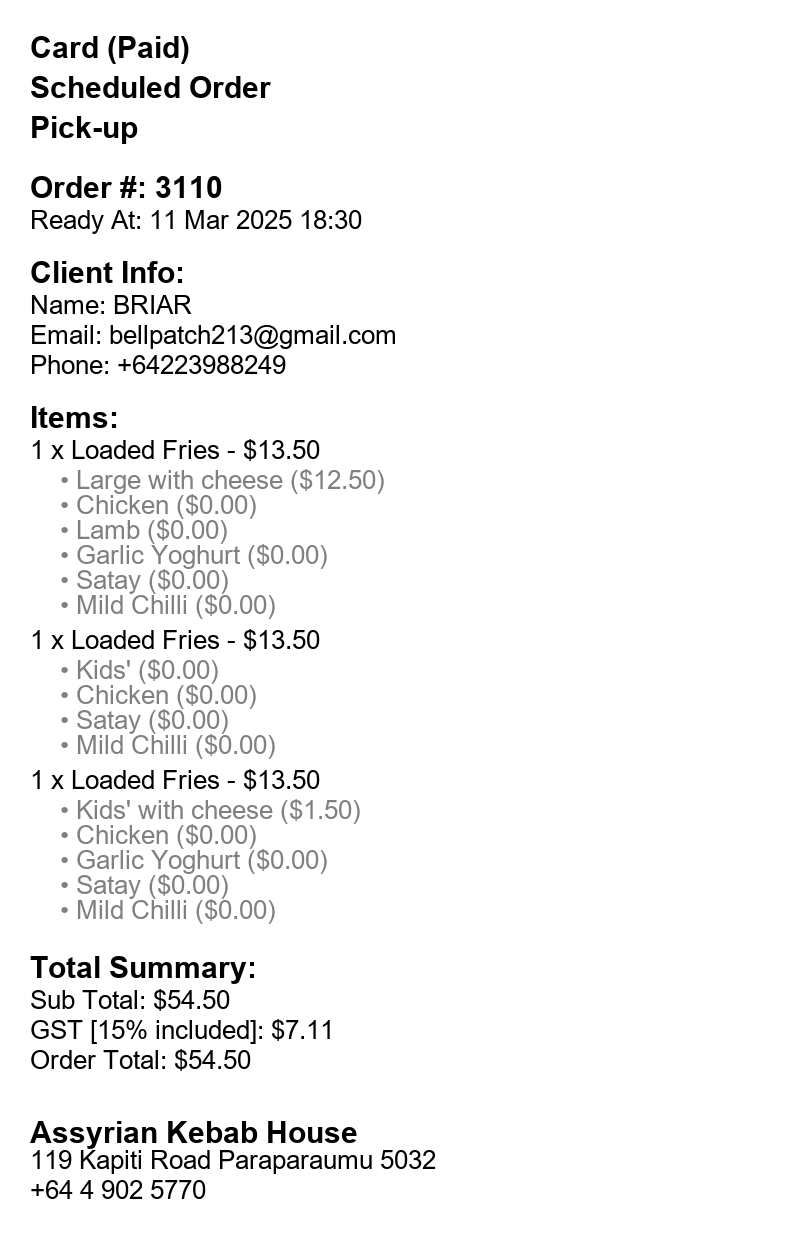 Card (Paid)
Scheduled Order
Pick-up
Order #: 3110
Ready At: 11 Mar 2025 18:30
Client Info:
Name: BRIAR
Email: bellpatch213@gmail.com
Phone: +64223988249
Items:
1 x Loaded Fries - $13.50
• Large with cheese ($12.50)
• Chicken ($0.00)
• Lamb ($0.00)
• Garlic Yoghurt ($0.00)
• Satay ($0.00)
• Mild Chilli ($0.00)
1 x Loaded Fries - $13.50
• Kids' ($0.00)
• Chicken ($0.00)
• Satay ($0.00)
• Mild Chilli ($0.00)
1 x Loaded Fries - $13.50
• Kids' with cheese ($1.50)
• Chicken ($0.00)
• Garlic Yoghurt ($0.00)
• Satay ($0.00)
• Mild Chilli ($0.00)
Total Summary:
Sub Total: $54.50
GST [15% included]: $7.11
Order Total: $54.50
Assyrian Kebab House
119 Kapiti Road Paraparaumu 5032
+64 4 902 5770